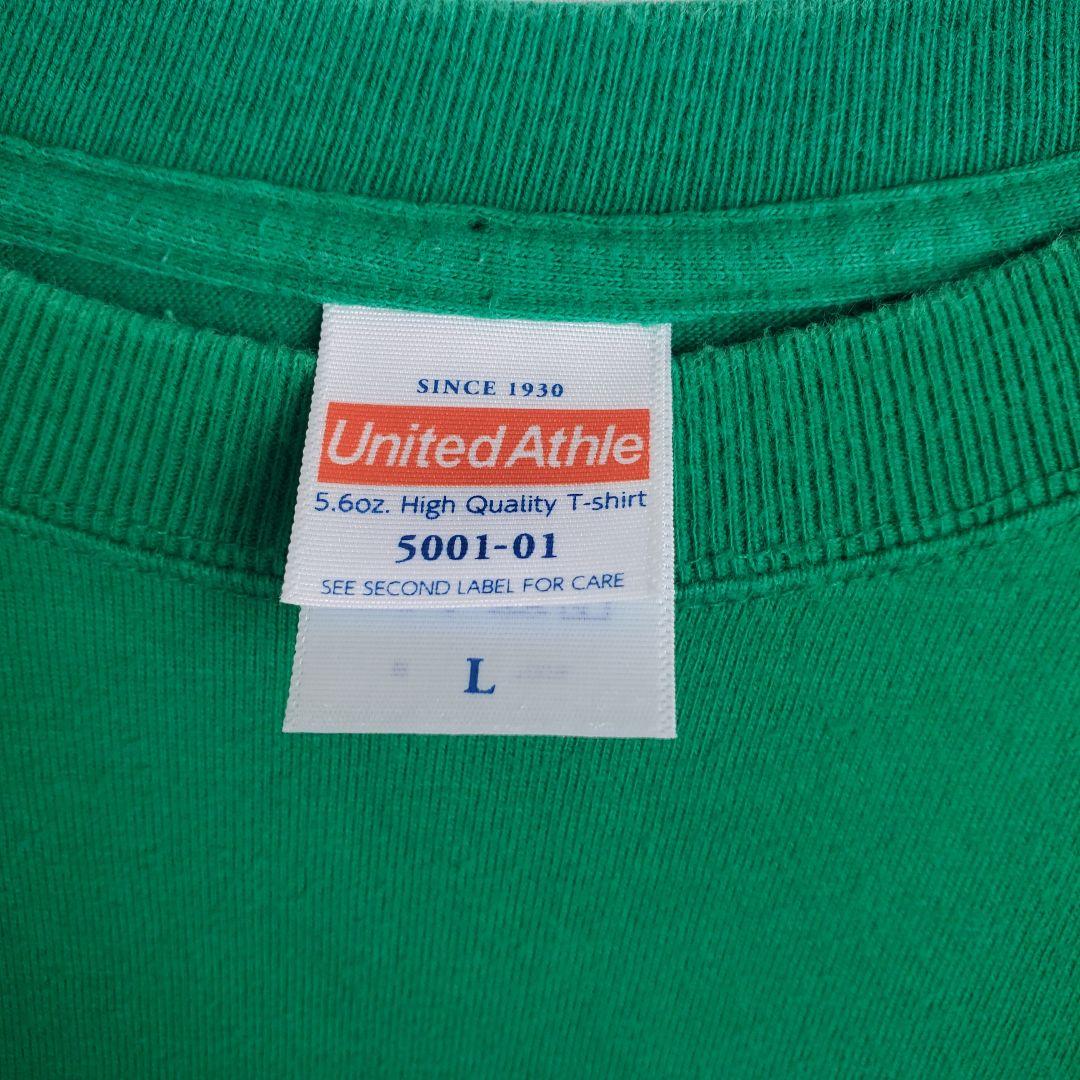 SINCE 1930
United Athle
5.6oz. High Quality T-shirt
5001-01
SEE SECOND LABEL FOR CARE
L